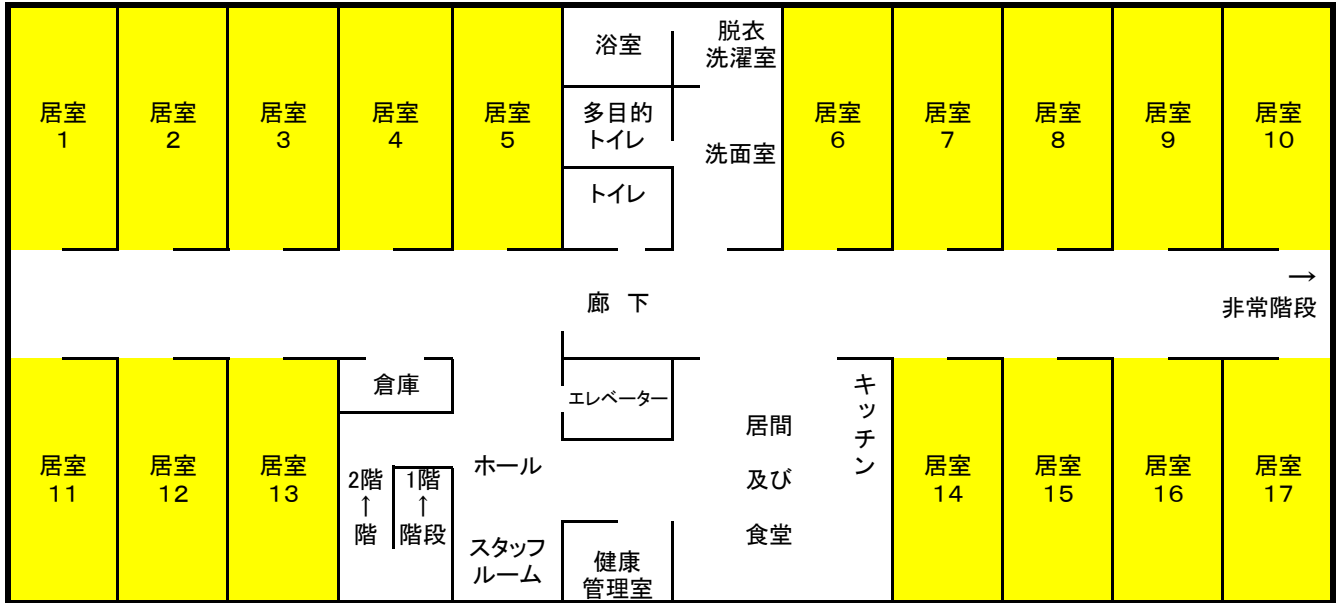 居室
1
居室
2
居室
3
居室
4
居室
5
浴室
脱衣
洗濯室
多目的
トイレ
洗面室
トイレ
居室
6
居室
7
居室
8
居室
9
居室
10
廊 下
→
非常階段
居室
11
居室
12
居室
13
倉庫
2階
↑
階
1階
↑
階段
ホール
スタッフ
ルーム
エレベーター
健康
管理室
居間
及び
食堂
キッチン
居室
14
居室
15
居室
16
居室
17